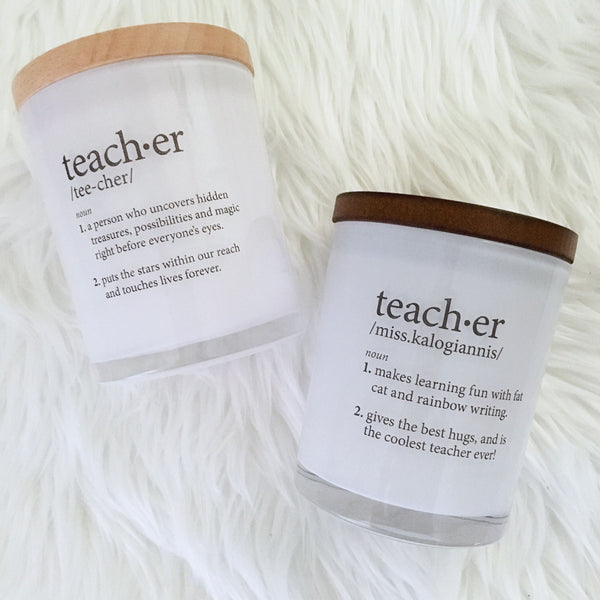 teach·er
/tee-cher/
noun
1. a person who uncovers hidden
treasures, possibilities and magic
right before everyone's eyes.
2. puts the stars within our reach
and touches lives forever.
teach·er
/miss.kalogiannis/
noun
1. makes learning fun with fat
cat and rainbow writing.
2. gives the best hugs, and is
the coolest teacher ever!